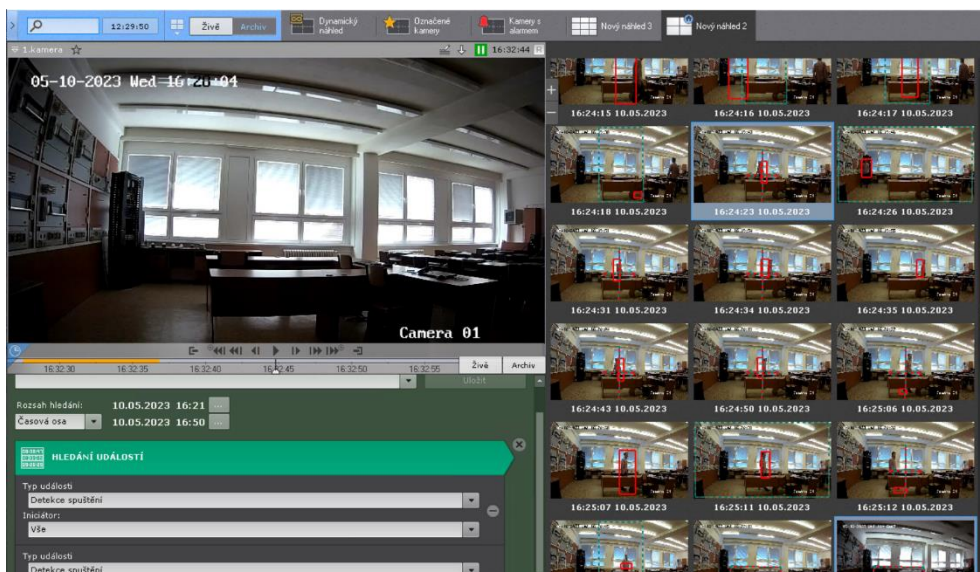 12:29:50
Živě
Archiv
Dynamický
náhled
Označené
kamery
Kamery s
alarmem
Nový náhled 3
Nový náhled 2
1.kamera
16:32:44
05-10-2023 Wed
Camera 01
16:32:30
16:32:35
16:32:40
16:32:45
16:32:50
16:32:55
Živě
Archiv
Uložit
Rozsah hledání:
10.05.2023 16:21
...
Časová osa
10.05.2023 16:50
...
HLEDÁNÍ UDÁLOSTÍ
Typ události
Detekce spuštění
Iniciátor:
Vše
Typ události
Detekce spuštění
16:24:15 10.05.2023
16:24:16 10.05.2023
16:24:17 10.05.2023
16:24:18 10.05.2023
16:24:23 10.05.2023
16:24:26 10.05.2023
16:24:31 10.05.2023
16:24:34 10.05.2023
16:24:35 10.05.2023
16:24:43 10.05.2023
16:24:50 10.05.2023
16:25:06 10.05.2023
16:25:07 10.05.2023
16:25:11 10.05.2023
16:25:12 10.05.2023